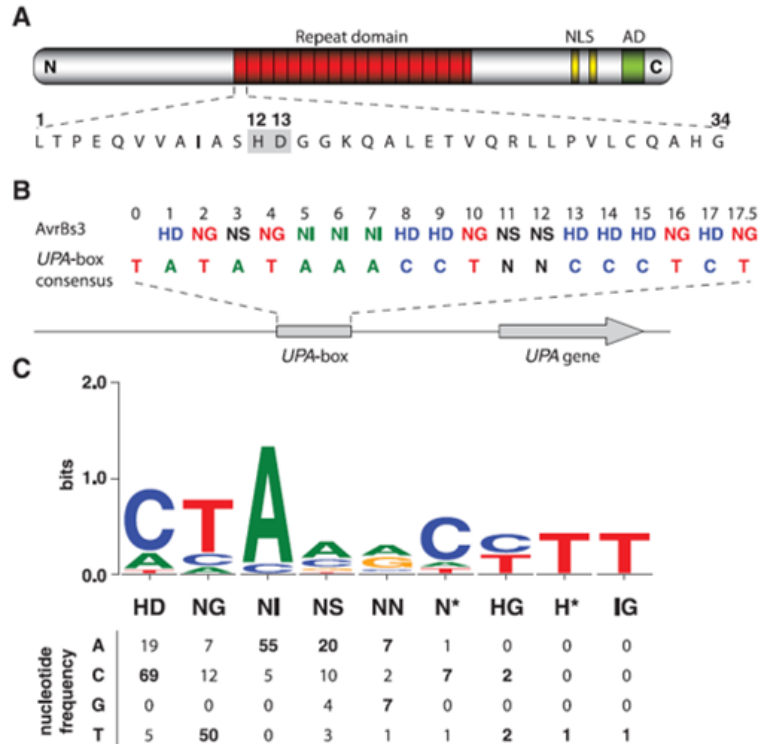 A
Repeat domain NLS AD
N C
1 12 13 34
L T P E Q V V A I A S H D G G K Q A L E T V Q R L L P V L C Q A H G
B
0 1 2 3 4 5 6 7 8 9 10 11 12 13 14 15 16 17 17.5
AvrBs3 HD NG NS NG NI NI NI HD HD NG NS NS HD HD HD NG HD NG
UPA-box consensus T A T A T A A A C C T N N C C C T C T
UPA-box UPA gene
C
2.0
bits
1.0
0.0
C T A A A C C T T
A C C C G A T
T A T
HD NG NI NS NN N* HG H* IG
nucleotide frequency
A 19 7 55 20 7 1 0 0 0
C 69 12 5 10 2 7 2 0 0
G 0 0 0 4 7 0 0 0 0
T 5 50 0 3 1 1 2 1 1